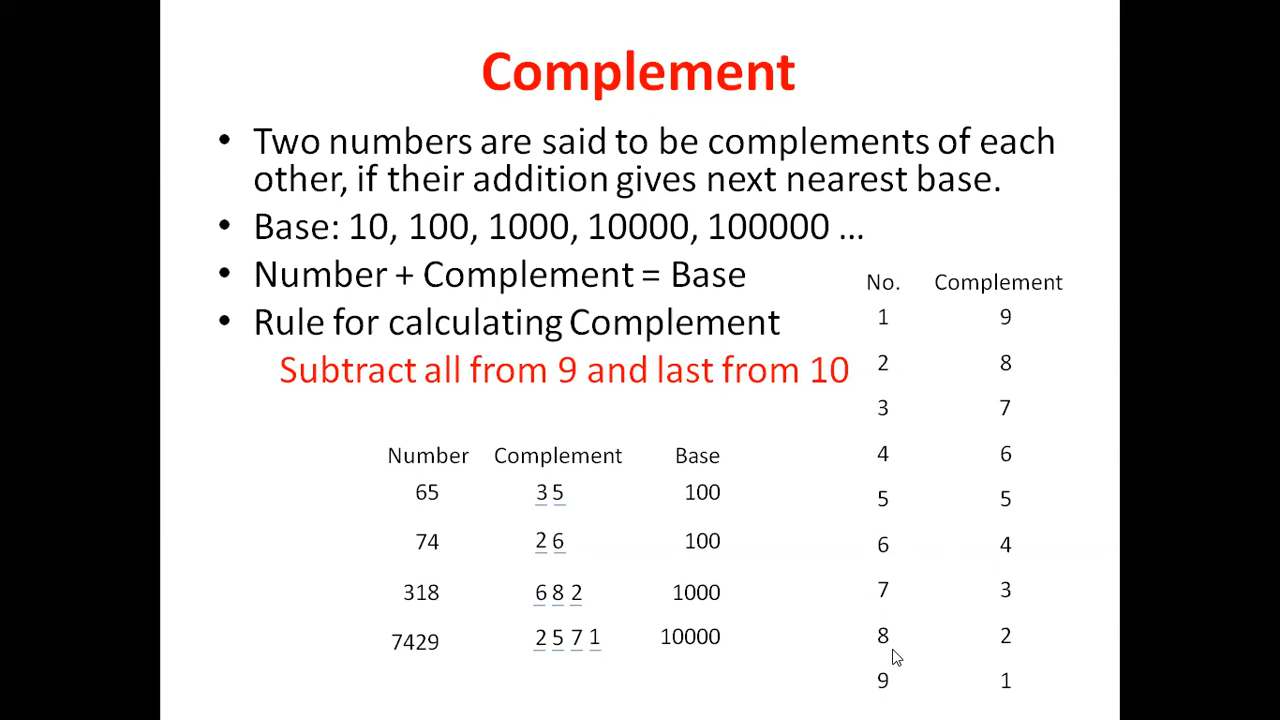 Complement
• Two numbers are said to be complements of each
other, if their addition gives next nearest base.
• Base: 10, 100, 1000, 10000, 100000 ...
• Number + Complement = Base
• Rule for calculating Complement
Subtract all from 9 and last from 10
Number Complement Base
65 3 5 100
74 2 6 100
318 6 8 2 1000
7429 2 5 7 1 10000
No. Complement
1 9
2 8
3 7
4 6
5 5
6 4
7 3
8 2
9 1